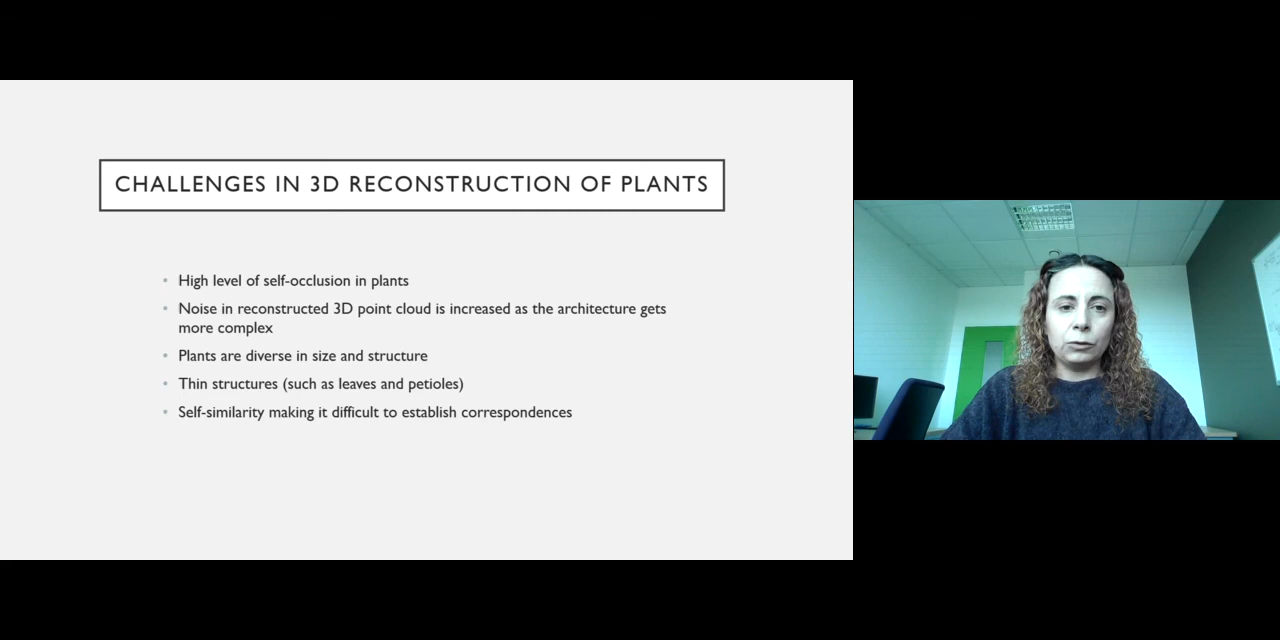 CHALLENGES IN 3D RECONSTRUCTION OF PLANTS
• High level of self-occlusion in plants
• Noise in reconstructed 3D point cloud is increased as the architecture gets
more complex
• Plants are diverse in size and structure
• Thin structures (such as leaves and petioles)
• Self-similarity making it difficult to establish correspondences